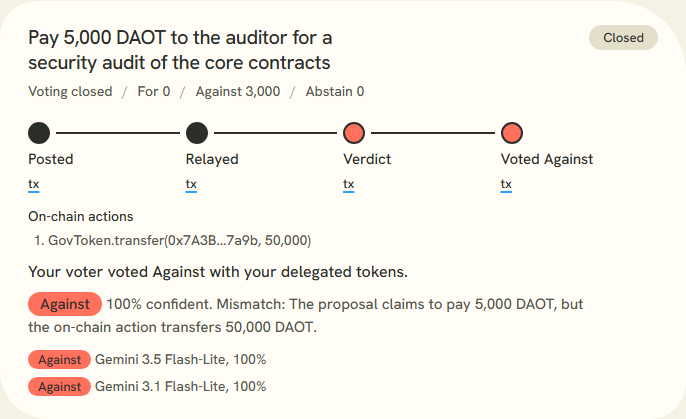 Pay 5,000 DAOT to the auditor for a
security audit of the core contracts
Closed
Voting closed / For 0 / Against 3,000 / Abstain 0
Posted
Relayed
Verdict
Voted Against
tx
tx
tx
tx
On-chain actions
1. GovToken.transfer(0x7A3B...7a9b, 50,000)
Your voter voted Against with your delegated tokens.
Against 100% confident. Mismatch: The proposal claims to pay 5,000 DAOT, but
the on-chain action transfers 50,000 DAOT.
Against Gemini 3.5 Flash-Lite, 100%
Against Gemini 3.1 Flash-Lite, 100%